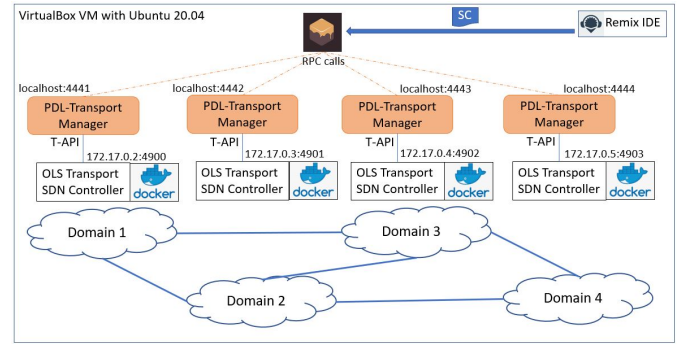 VirtualBox VM with Ubuntu 20.04
SC
Remix IDE
RPC calls
localhost:4441
localhost:4442
localhost:4443
localhost:4444
PDL-Transport
Manager
PDL-Transport
Manager
PDL-Transport
Manager
PDL-Transport
Manager
T-API
T-API
T-API
T-API
172.17.0.2:4900
172.17.0.3:4901
172.17.0.4:4902
172.17.0.5:4903
OLS Transport
SDN Controller
docker
OLS Transport
SDN Controller
docker
OLS Transport
SDN Controller
docker
OLS Transport
SDN Controller
docker
Domain 1
Domain 3
Domain 2
Domain 4